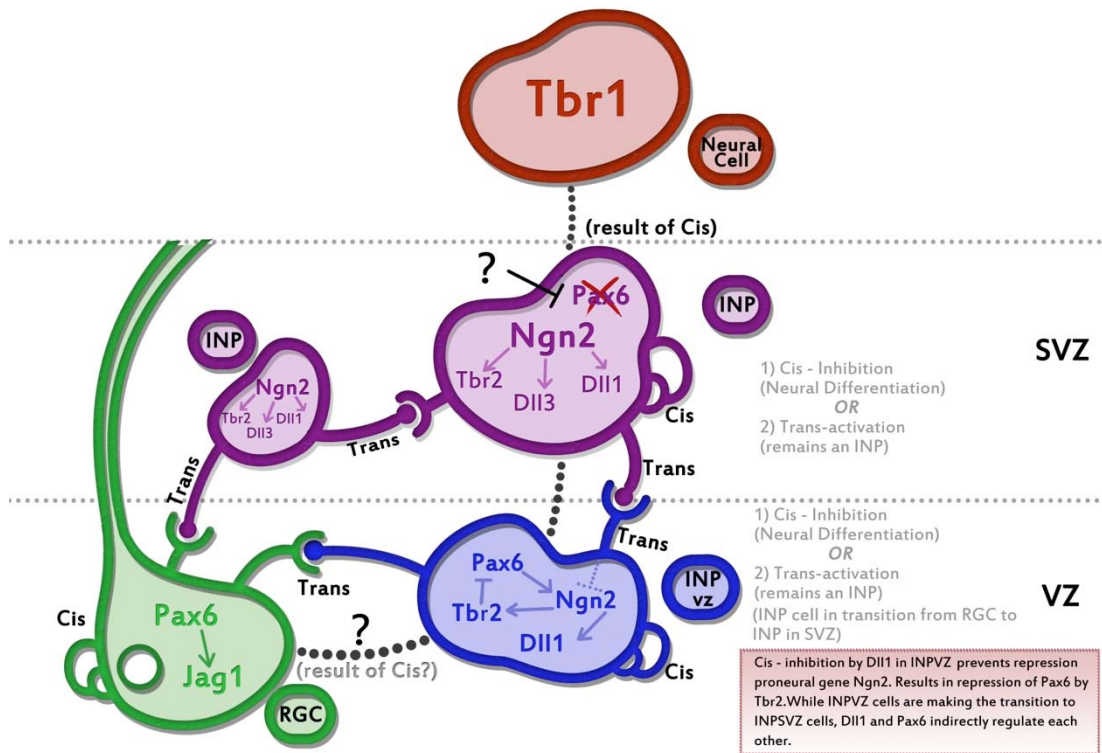 Tbr1
Neural
Cell
(result of Cis)
?
Pax6
INP
Ngn2
Tbr2
Dll3
Dll1
Cis
Trans
INP
Ngn2
Tbr2
Dll3
Dll1
Trans
Trans
SVZ
1) Cis - Inhibition
(Neural Differentiation)
OR
2) Trans-activation
(remains an INP)
Trans
Trans
Pax6
Tbr2
Ngn2
Dll1
Cis
INP
vz
VZ
1) Cis - Inhibition
(Neural Differentiation)
OR
2) Trans-activation
(remains an INP)
(INP cell in transition from RGC to
INP in SVZ)
Cis
Pax6
Jag1
RGC
?
(result of Cis?)
Cis - inhibition by Dll1 in INPVZ prevents repression
proneural gene Ngn2. Results in repression of Pax6 by
Tbr2.While INPVZ cells are making the transition to
INPSVZ cells, Dll1 and Pax6 indirectly regulate each
other.